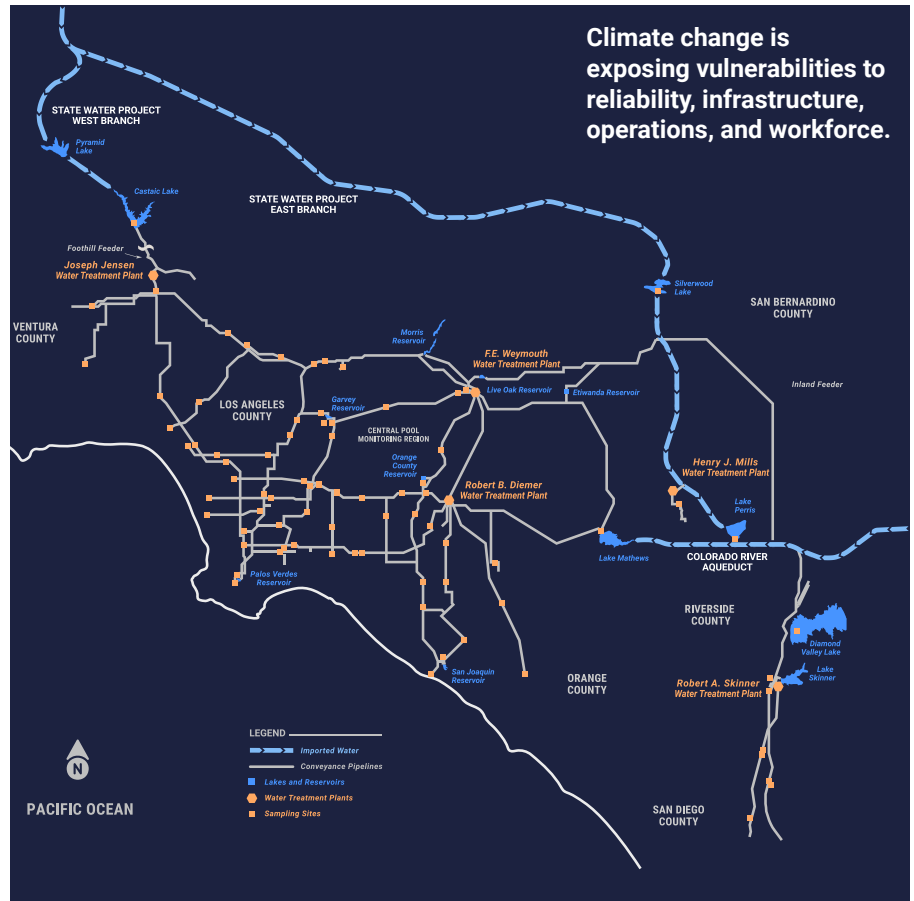 Climate change is
exposing vulnerabilities to
reliability, infrastructure,
operations, and workforce.
STATE WATER PROJECT
WEST BRANCH
Pyramid
Lake
Castaic Lake
STATE WATER PROJECT
EAST BRANCH
Foothill Feeder
Joseph Jensen
Water Treatment Plant
Silverwood
Lake
SAN BERNARDINO
COUNTY
VENTURA
COUNTY
Morris
Reservoir
F.E. Weymouth
Water Treatment Plant
Live Oak Reservoir
Etiwanda Reservoir
Inland Feeder
LOS ANGELES
COUNTY
Garvey
Reservoir
CENTRAL POOL
MONITORING REGION
Orange
County
Reservoir
Robert B. Diemer
Water Treatment Plant
Henry J. Mills
Water Treatment Plant
Lake
Perris
Lake Mathews
COLORADO RIVER
AQUEDUCT
Palos Verdes
Reservoir
RIVERSIDE
COUNTY
Diamond
Valley Lake
Lake
Skinner
San Joaquin
Reservoir
ORANGE
COUNTY
Robert A. Skinner
Water Treatment Plant
LEGEND
Imported Water
Conveyance Pipelines
Lakes and Reservoirs
Water Treatment Plants
Sampling Sites
N
PACIFIC OCEAN
SAN DIEGO
COUNTY